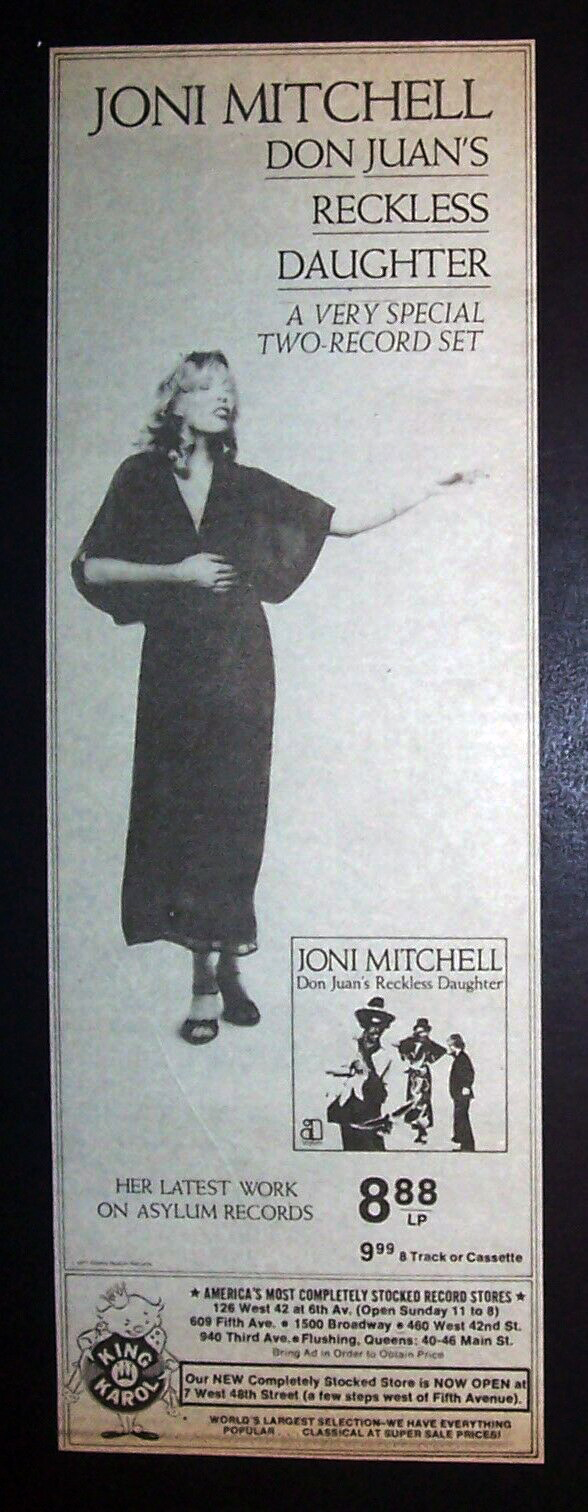 JONI MITCHELL
DON JUAN'S
RECKLESS
DAUGHTER
A VERY SPECIAL
TWO-RECORD SET
JONI MITCHELL
Don Juan's Reckless Daughter
HER LATEST WORK
ON ASYLUM RECORDS
8 88
LP
9 99 8 Track or Cassette
★ AMERICA'S MOST COMPLETELY STOCKED RECORD STORES ★
126 West 42 at 6th Av. (Open Sunday 11 to 8)
609 Fifth Ave. • 1500 Broadway • 460 West 42nd St.
940 Third Ave. • Flushing, Queens: 40-46 Main St.
Bring Ad in Order to Obtain Price
KING
KAROL
Our NEW Completely Stocked Store is NOW OPEN at
7 West 48th Street (a few steps west of Fifth Avenue).
WORLD'S LARGEST SELECTION-WE HAVE EVERYTHING
POPULAR . . . CLASSICAL AT SUPER SALE PRICES!